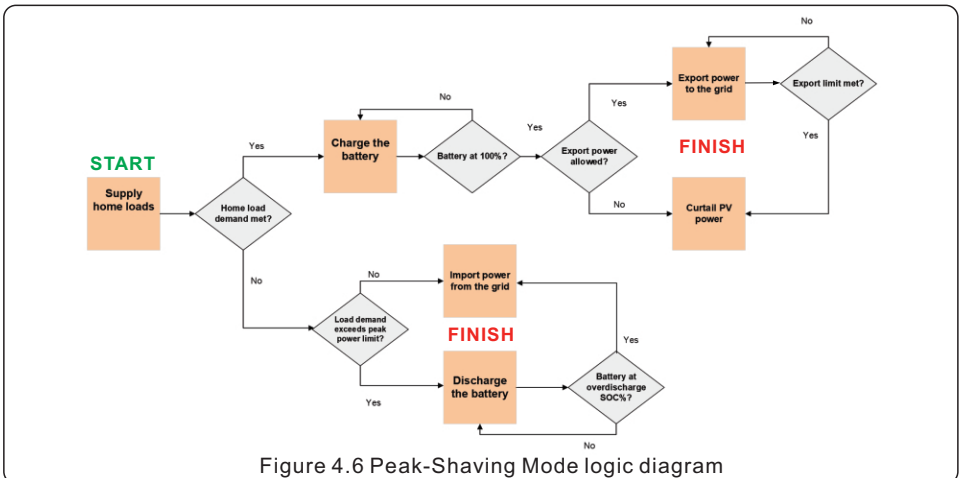 START
Supply
home loads
Home load
demand met?
Yes
Charge the
battery
No
Battery at 100%?
Yes
Export power
allowed?
Yes
Export power
to the grid
No
Export limit met?
FINISH
Yes
No
Curtail PV
power
No
Load demand
exceeds peak
power limit?
No
Import power
from the grid
FINISH
Yes
Discharge
the battery
Battery at
overdischarge
SOC%?
Yes
No
Figure 4.6 Peak-Shaving Mode logic diagram